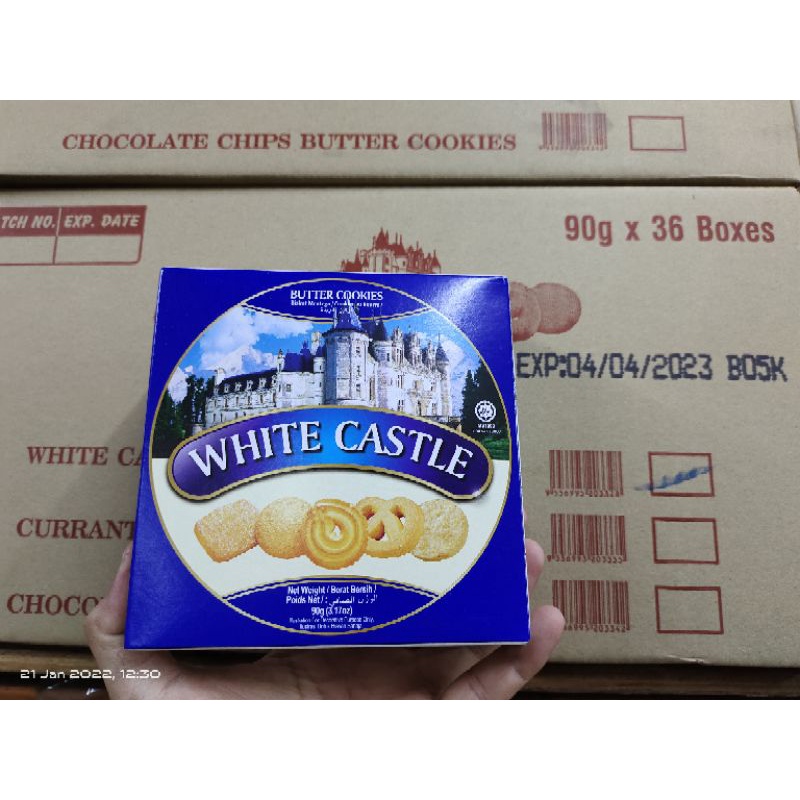 CHOCOLATE CHIPS BUTTER COOKIES
TCH NO. EXP. DATE
90g x 36 Boxes
EXP:04/04/2023 B05K
WHITE CA
CURRANT
CHOCO
BUTTER COOKIES
WHITE CASTLE
Net Weight / Berat Bersih /
Poids Net / : الوزن الصافي
90g (3.17oz)
21 Jan 2022, 12:30